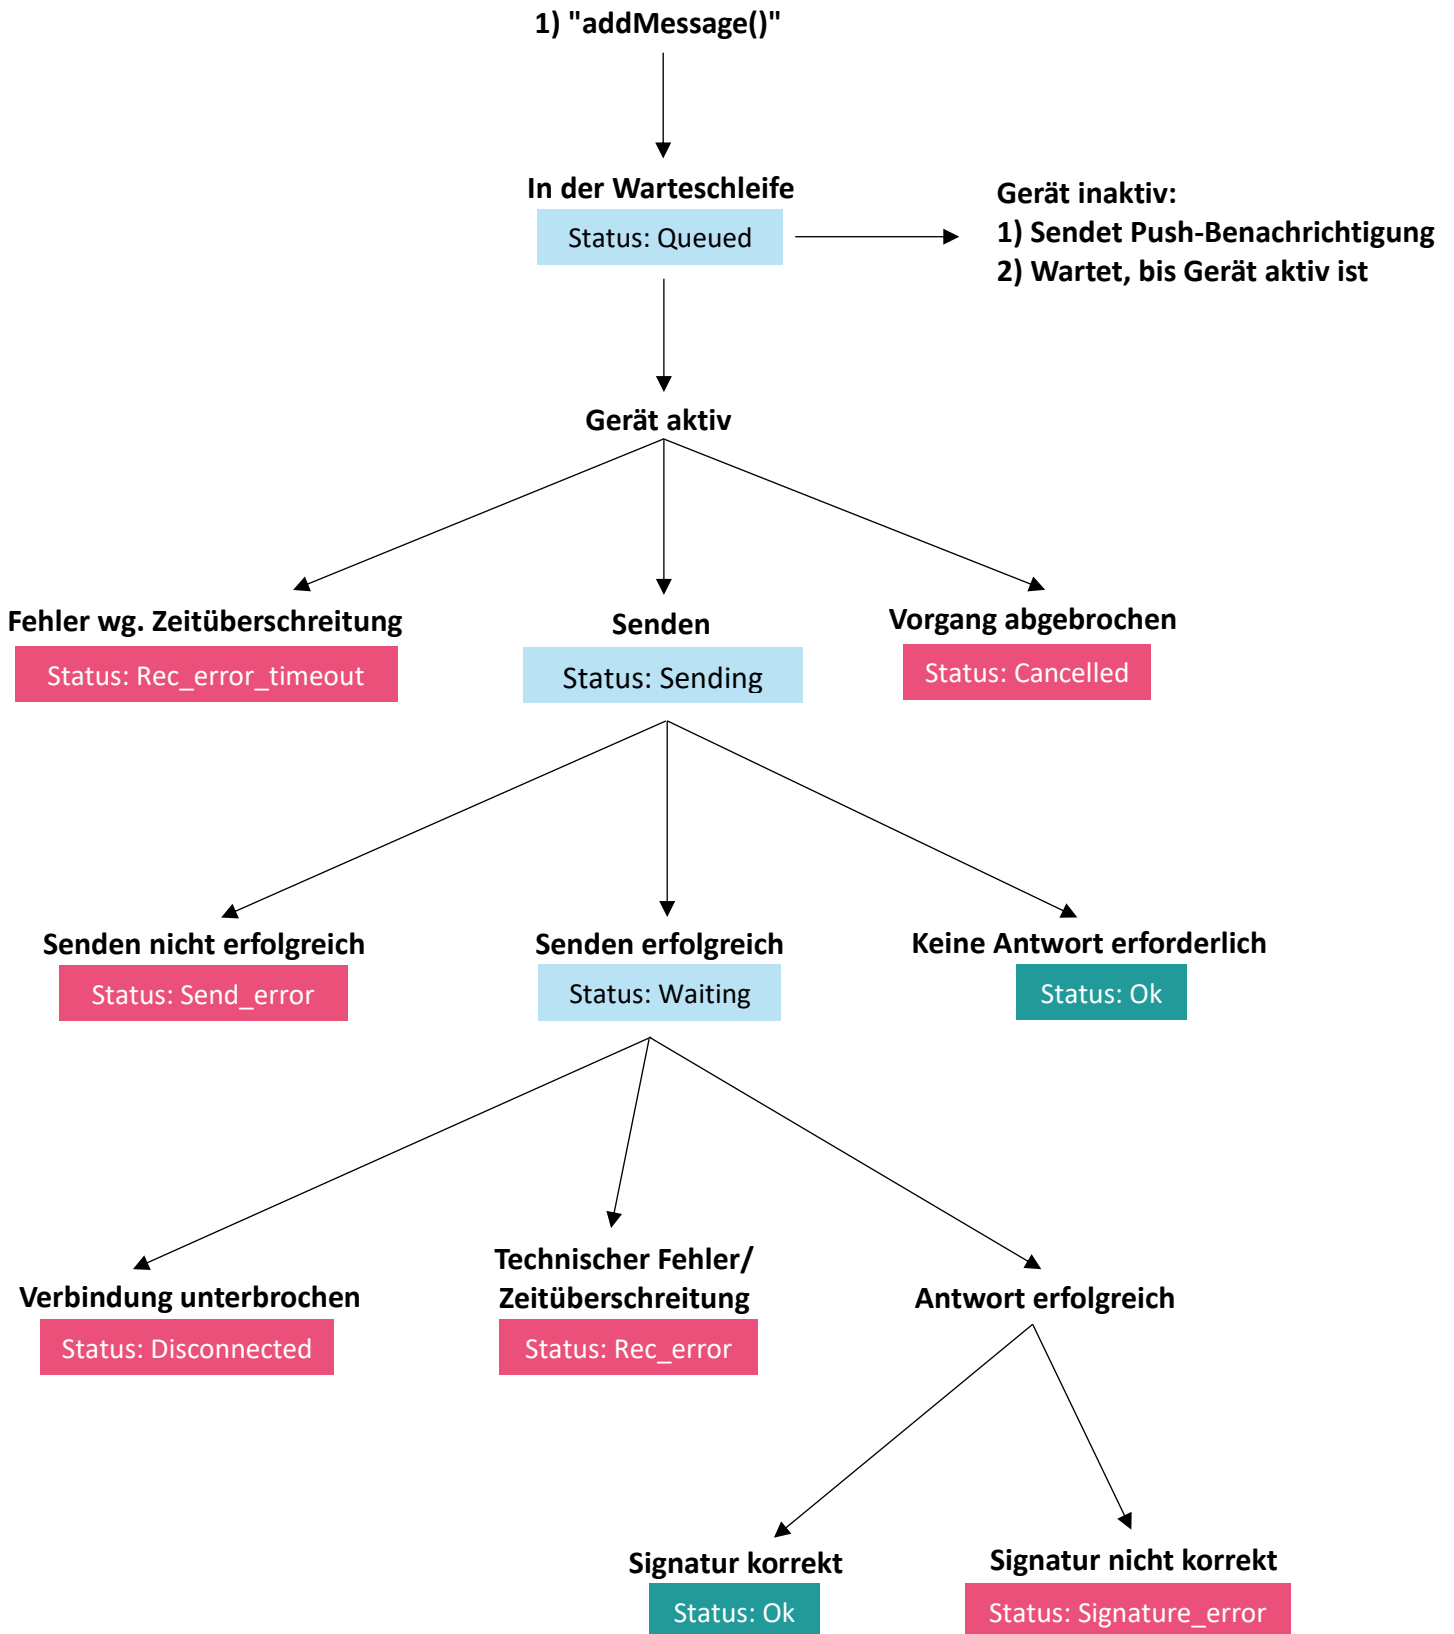 1) "addMessage()"
In der Warteschleife
Status: Queued
Gerät inaktiv:
1) Sendet Push-Benachrichtigung
2) Wartet, bis Gerät aktiv ist
Gerät aktiv
Fehler wg. Zeitüberschreitung
Status: Rec_error_timeout
Senden
Status: Sending
Vorgang abgebrochen
Status: Cancelled
Senden nicht erfolgreich
Status: Send_error
Senden erfolgreich
Status: Waiting
Keine Antwort erforderlich
Status: Ok
Verbindung unterbrochen
Status: Disconnected
Technischer Fehler/
Zeitüberschreitung
Status: Rec_error
Antwort erfolgreich
Signatur korrekt
Status: Ok
Signatur nicht korrekt
Status: Signature_error